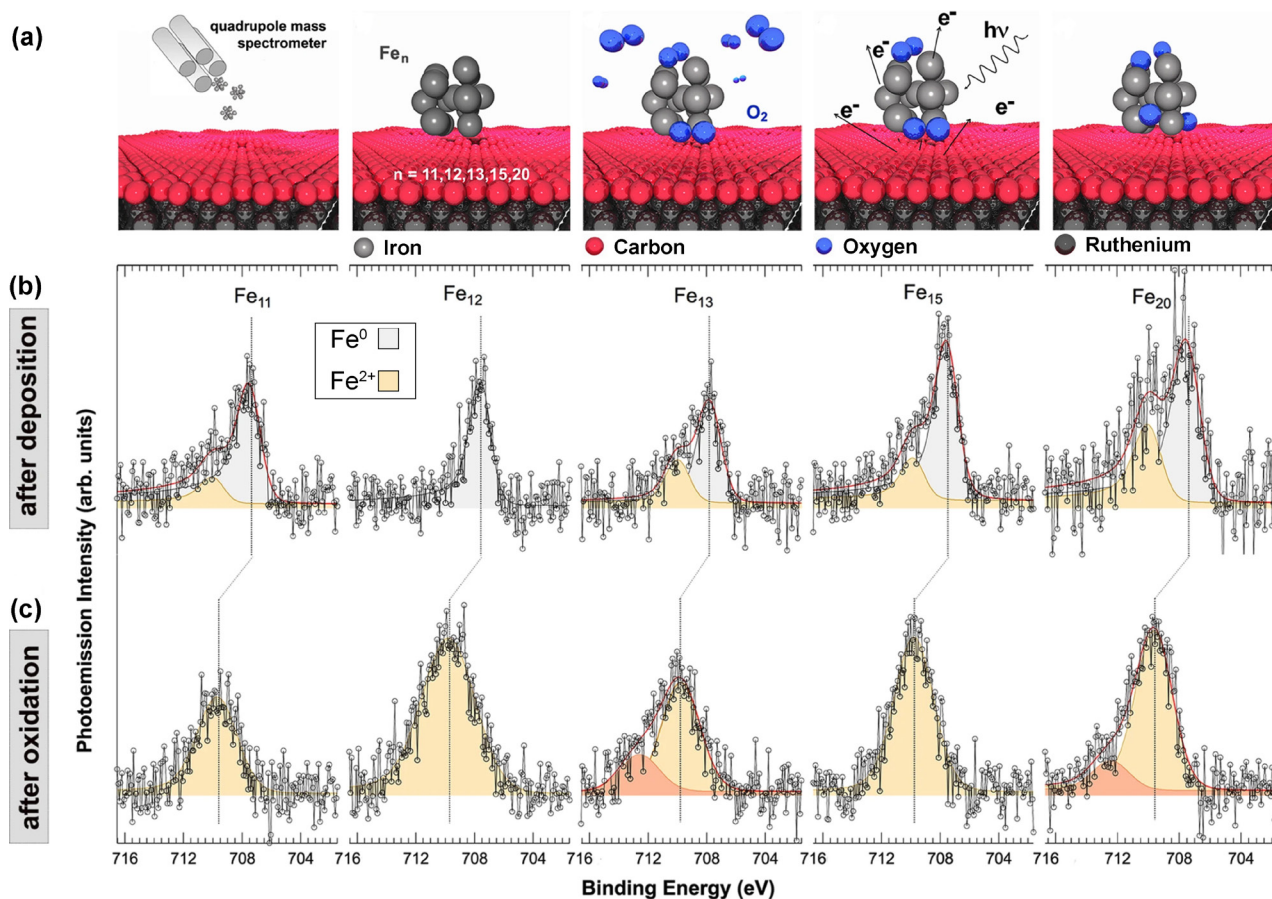 (a)
quadrupole mass
spectrometer
Feₙ
n = 11,12,13,15,20
O₂
e⁻
e⁻
e⁻
e⁻
hν
Iron
Carbon
Oxygen
Ruthenium
(b)
after deposition
Fe₁₁
Fe₁₂
Fe₁₃
Fe₁₅
Fe₂₀
Fe⁰
Fe²⁺
Photoemission Intensity (arb. units)
(c)
after oxidation
716 712 708 704 716 712 708 704 716 712 708 704 716 712 708 704 716 712 708 704
Binding Energy (eV)